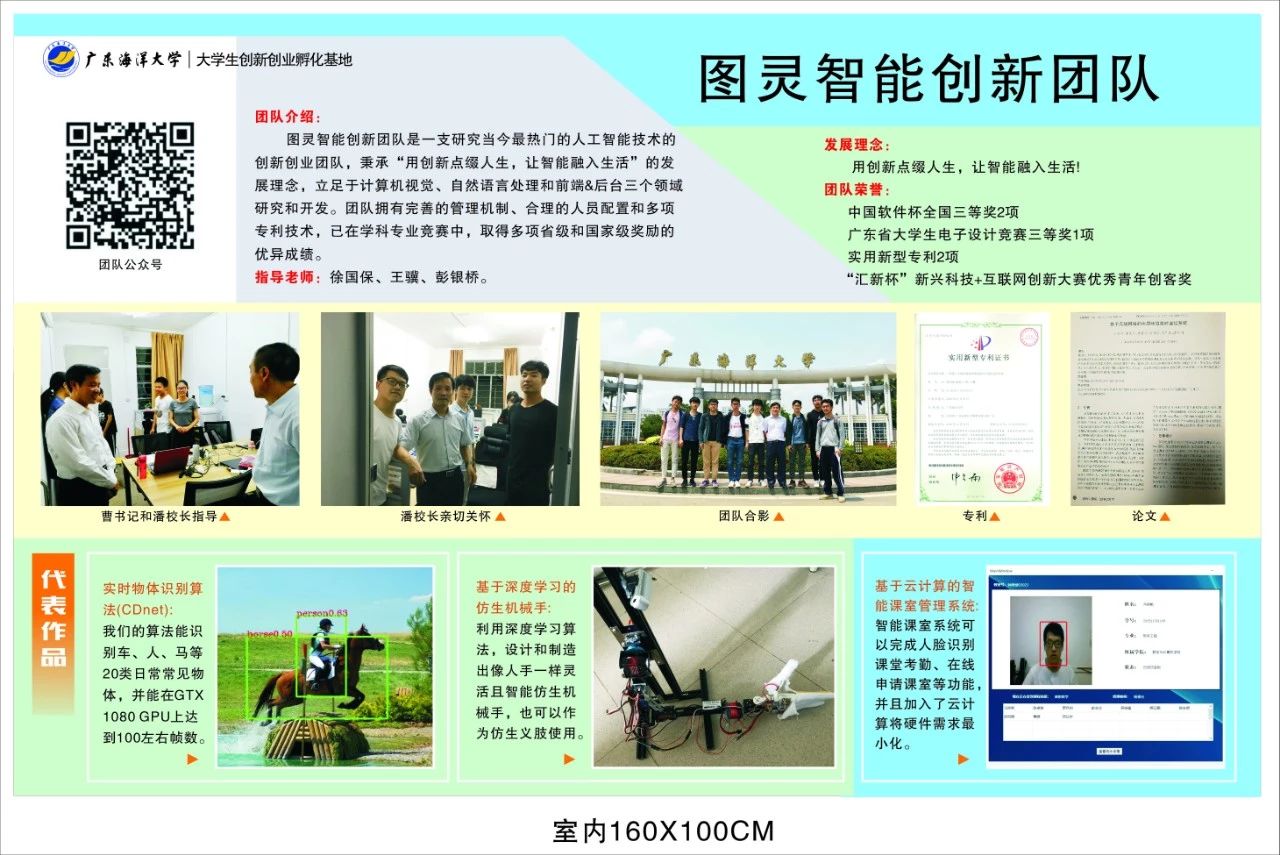 广东海洋大学 | 大学生创新创业孵化基地
图灵智能创新团队
团队公众号
团队介绍：
图灵智能创新团队是一支研究当今最热门的人工智能技术的
创新创业团队，秉承“用创新点缀人生，让智能融入生活”的发
展理念，立足于计算机视觉、自然语言处理和前端&后台三个领域
研究和开发。团队拥有完善的管理机制、合理的人员配置和多项
专利技术，已在学科专业竞赛中，取得多项省级和国家级奖励的
优异成绩。
指导老师：徐国保、王骥、彭银桥。
发展理念：
用创新点缀人生，让智能融入生活!
团队荣誉：
中国软件杯全国三等奖2项
广东省大学生电子设计竞赛三等奖1项
实用新型专利2项
“汇新杯”新兴科技+互联网创新大赛优秀青年创客奖
广东海洋大学
实用新型专利证书
曹书记和潘校长指导▲
潘校长亲切关怀▲
团队合影▲
专利▲
论文▲
代表作品
实时物体识别算
法(CDnet):
我们的算法能识
别车、人、马等
20类日常常见物
体，并能在GTX
1080 GPU上达
到100左右帧数。
person0.63
horse0.50
基于深度学习的
仿生机械手:
利用深度学习算
法，设计和制造
出像人手一样灵
活且智能仿生机
械手，也可以作
为仿生义肢使用。
基于云计算的智
能课室管理系统:
智能课室系统可
以完成人脸识别
课堂考勤、在线
申请课室等功能，
并且加入了云计
算将硬件需求最
小化。
室内160X100CM